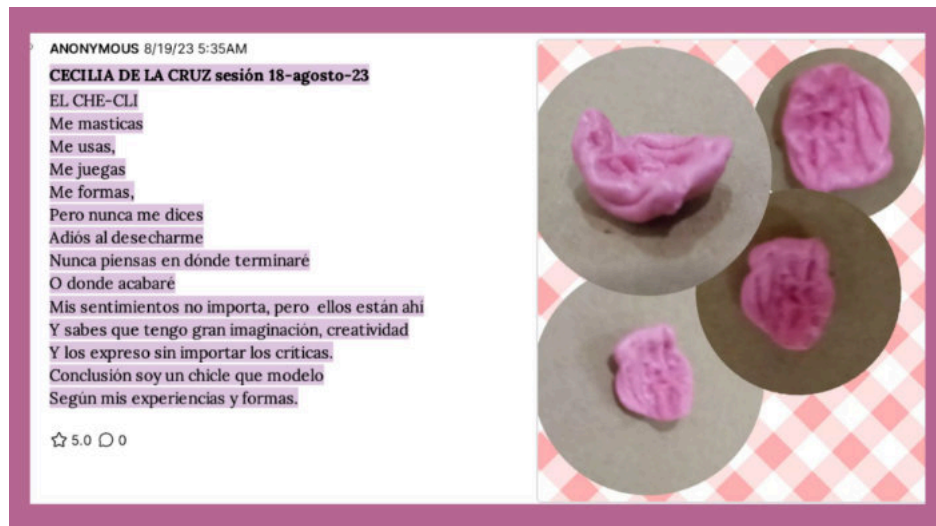 ANONYMOUS 8/19/23 5:35AM
CECILIA DE LA CRUZ sesión 18-agosto-23
EL CHE-CLI
Me masticas
Me usas,
Me juegas
Me formas,
Pero nunca me dices
Adiós al desecharme
Nunca piensas en dónde terminaré
O donde acabaré
Mis sentimientos no importa, pero  ellos están ahí
Y sabes que tengo gran imaginación, creatividad
Y los expreso sin importar los críticas.
Conclusión soy un chicle que modelo
Según mis experiencias y formas.
5.0 0